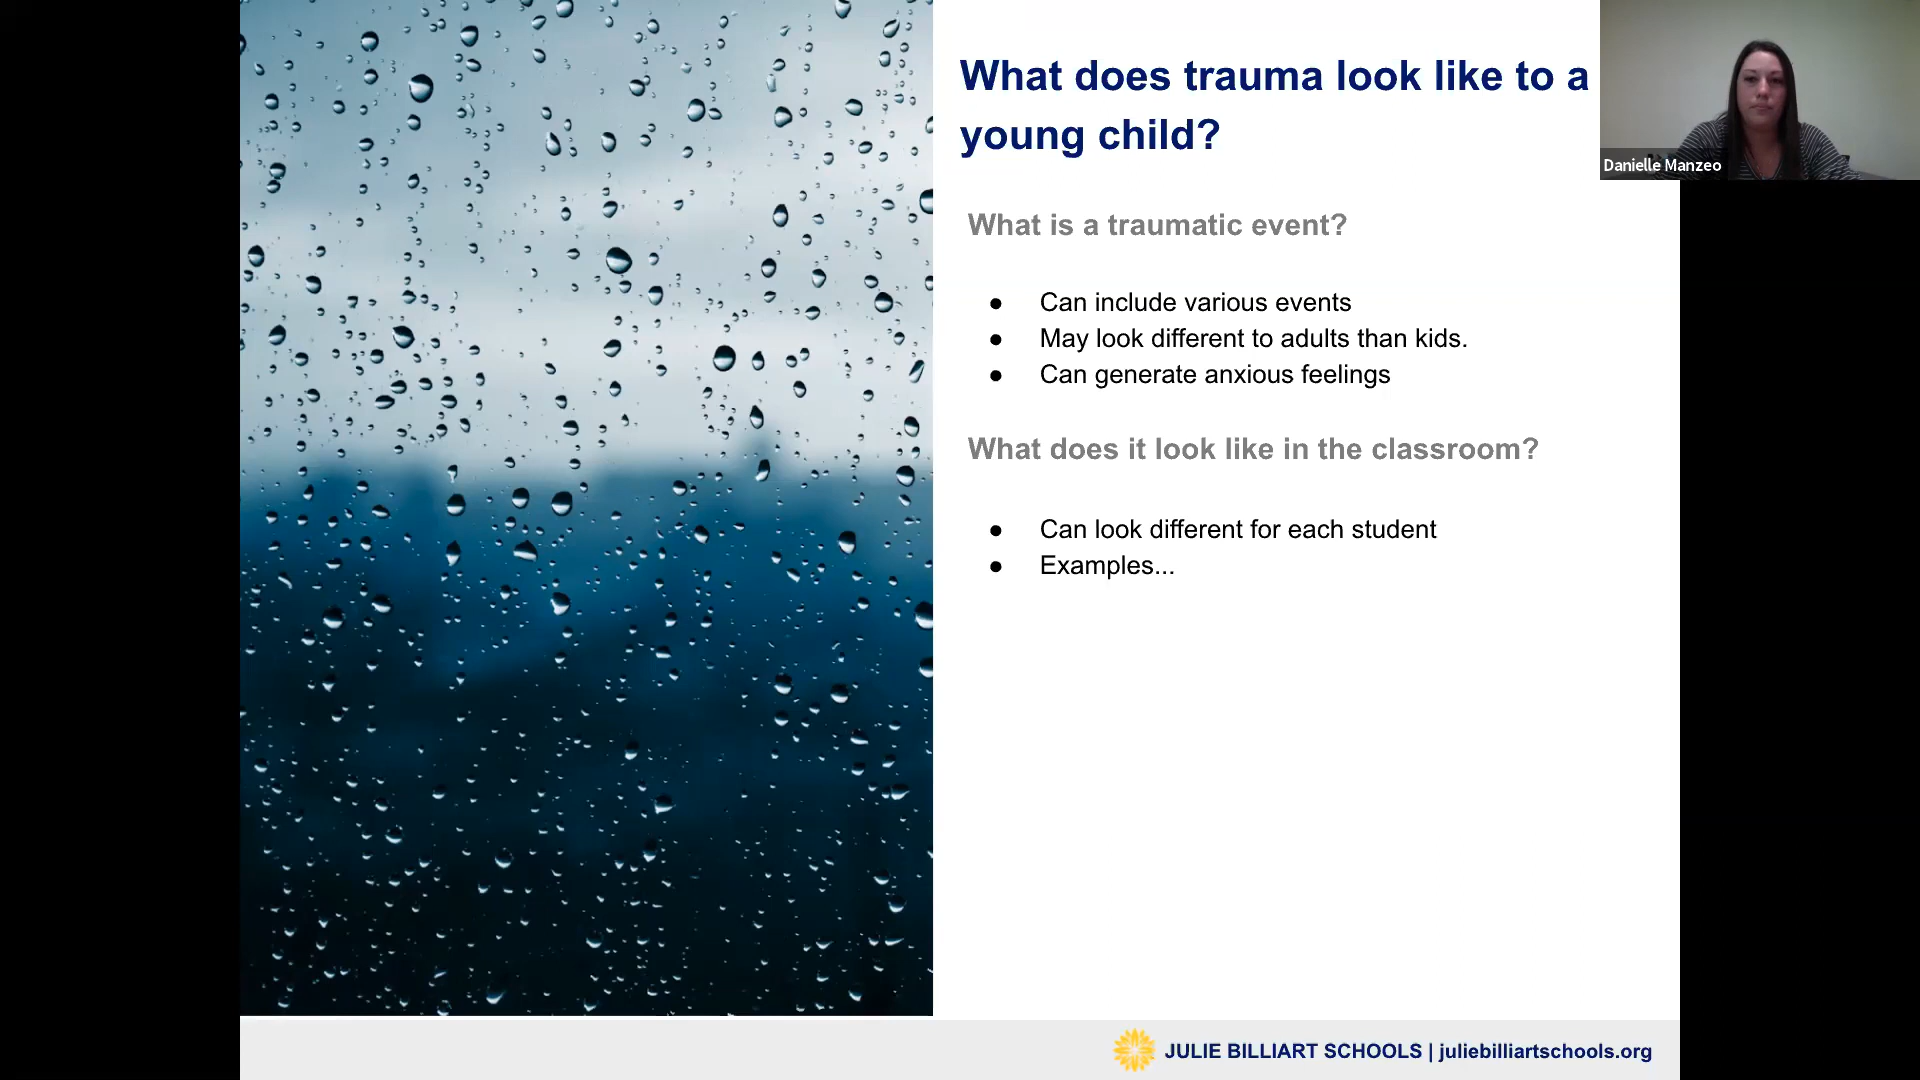 What does trauma look like to a
young child?
Danielle Manzeo
What is a traumatic event?
● Can include various events
● May look different to adults than kids.
● Can generate anxious feelings
What does it look like in the classroom?
● Can look different for each student
● Examples...
JULIE BILLIART SCHOOLS | juliebilliartschools.org